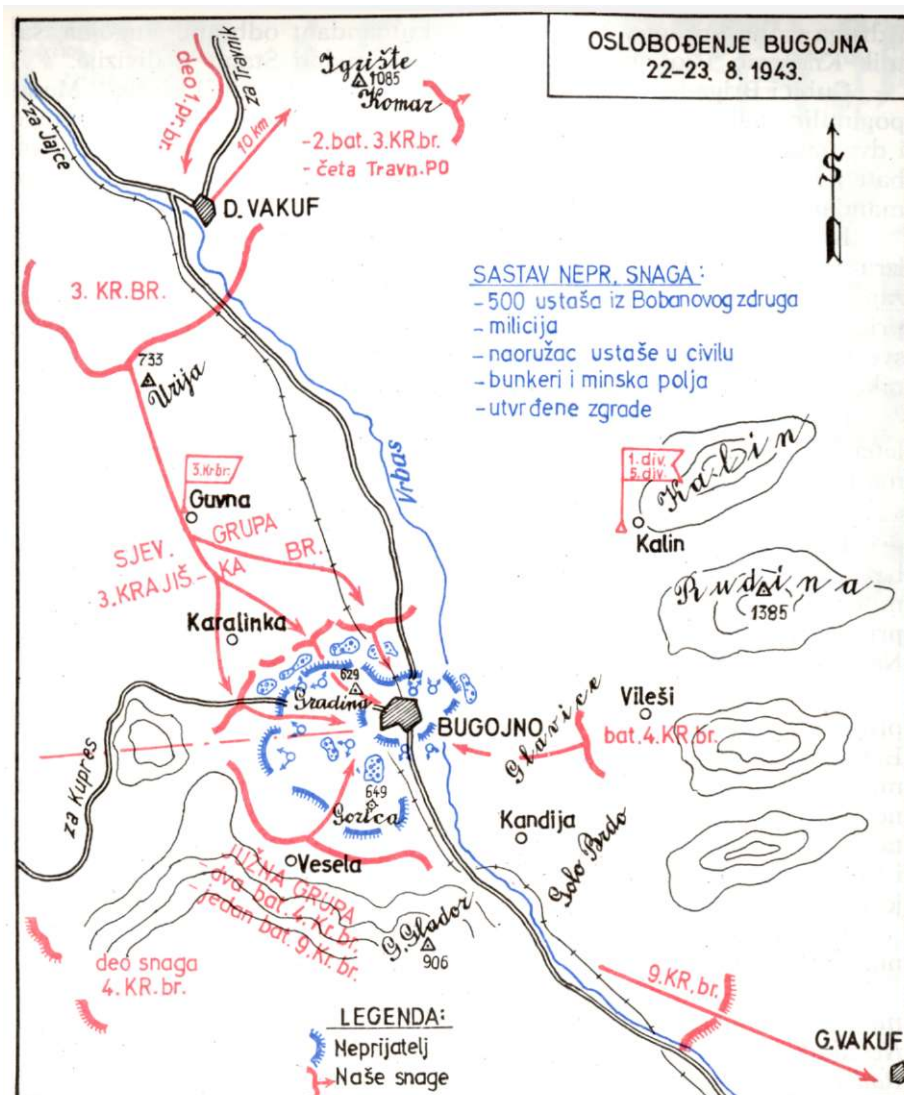 OSLOBOĐENJE BUGOJNA
22–23. 8. 1943.
za Jajce
deo 1. pr. br.
za Travnik
10 km
Igrište
1085
Komar
-2. bat. 3. KR. br.
- četa Travn. PO
S
D. VAKUF
3. KR. BR.
SASTAV NEPR. SNAGA:
-500 ustaša iz Bobanovog zdruga
- milicija
- naoružac ustaše u civilu
- bunkeri i minska polja
- utvrđene zgrade
733
Urija
Vrbas
3. Kr br.
Guvna
1. div.
5. div.
Kalin
Kalin
SJEV. GRUPA BR.
3. KRAJIŠ-KA
Rudina
1385
Karalinka
629
Gradina
BUGOJNO
Glavice
Vileši
bat. 4. KR. br.
za Kupres
649
Gorica
Kandija
Vesela
Golo Brdo
JUŽNA GRUPA
- dva bat. 4. Kr. br.
- jedan bat. 9. Kr. br.
G. Glador
906
deo snaga
4. KR. br.
9. KR. br.
G. VAKUF
LEGENDA:
Neprijatelj
Naše snage